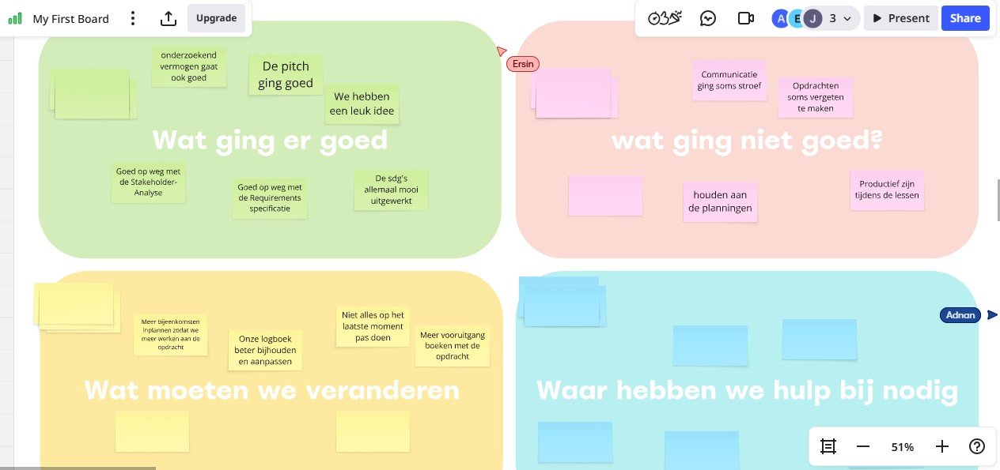 My First Board
Upgrade
A
E
J
3
Present
Share
onderzoekend
vermogen gaat
ook goed
De pitch
ging goed
We hebben
een leuk idee
Ersin
Wat ging er goed
Goed op weg met
de Stakeholder-
Analyse
Goed op weg met
de Requirements
specificatie
De sdg's
allemaal mooi
uitgewerkt
Communicatie
ging soms stroef
Opdrachten
soms vergeten
te maken
wat ging niet goed?
houden aan
de planningen
Productief zijn
tijdens de lessen
Meer bijeenkomsten
inplannen zodat we
meer werken aan de
opdracht
Onze logboek
beter bijhouden
en aanpassen
Niet alles op het
laatste moment
pas doen
Meer vooruitgang
boeken met de
opdracht
Wat moeten we veranderen
Adnan
Waar hebben we hulp bij nodig
51%